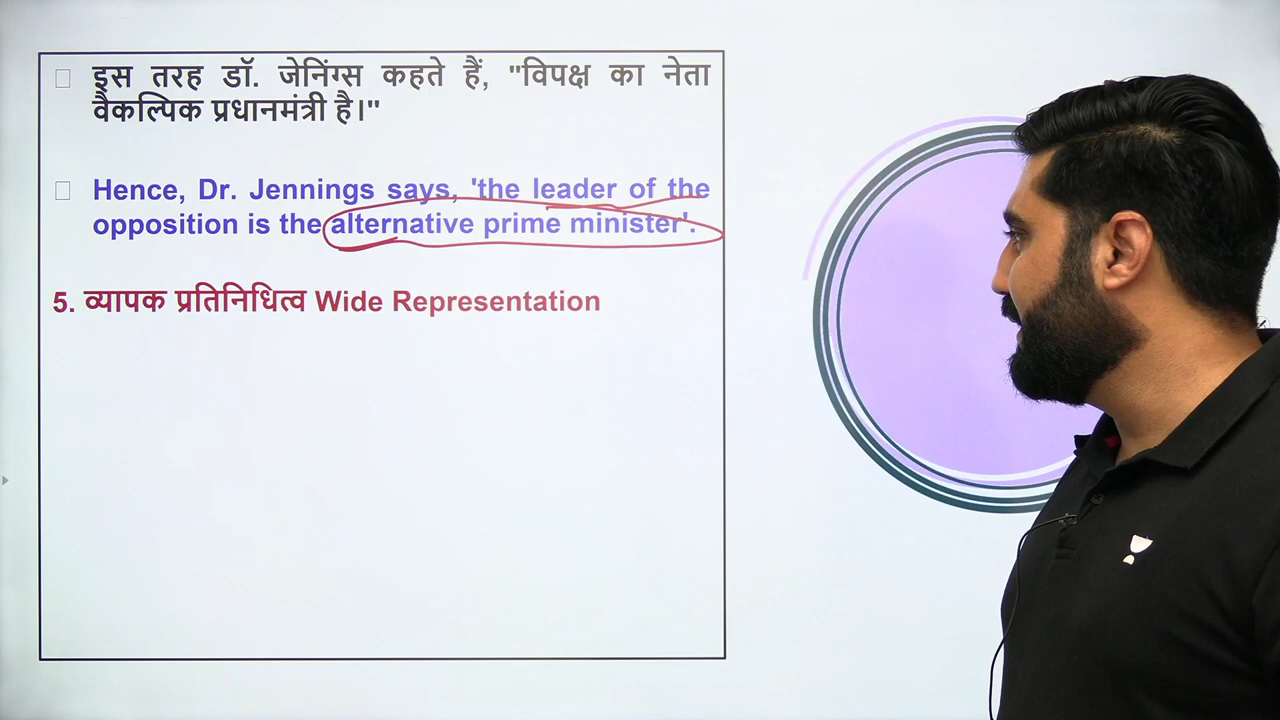 इस तरह डॉ. जेनिंग्स कहते हैं, "विपक्ष का नेता
वैकल्पिक प्रधानमंत्री है।"
Hence, Dr. Jennings says, 'the leader of the
opposition is the alternative prime minister'.
5. व्यापक प्रतिनिधित्व Wide Representation